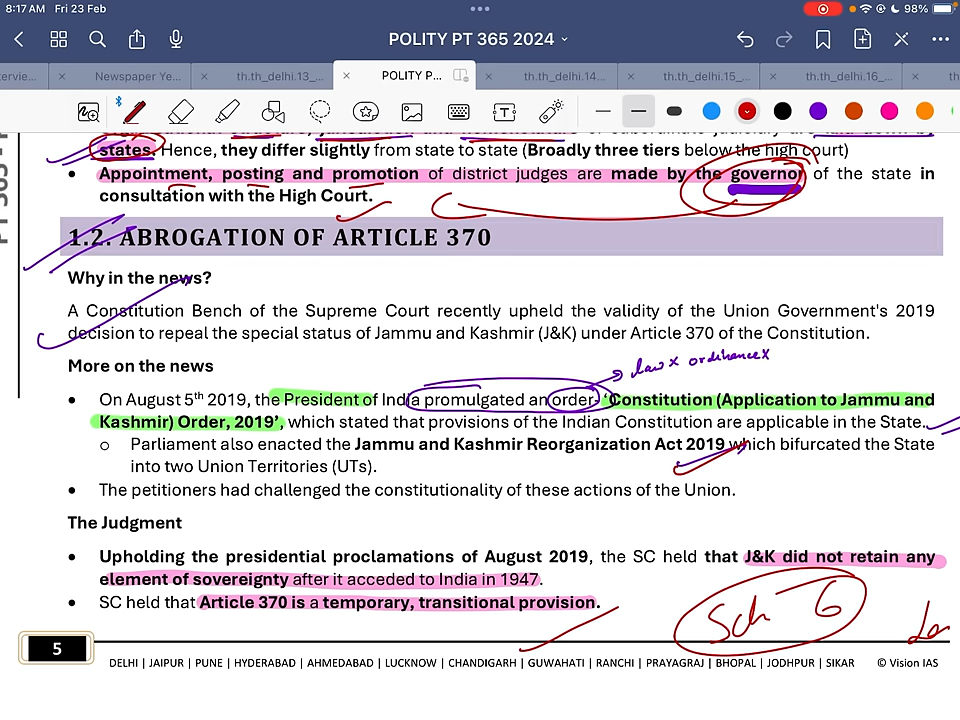 8:17 AM Fri 23 Feb
98%
POLITY PT 365 2024
Newspaper Ye...
th.th_delhi.13_...
POLITY P...
th.th_delhi.14...
th.th_delhi.15_...
th.th_delhi.16_...
states. Hence, they differ slightly from state to state (Broadly three tiers below the high court)
• Appointment, posting and promotion of district judges are made by the governor of the state in
consultation with the High Court.
1.2. ABROGATION OF ARTICLE 370
Why in the news?
A Constitution Bench of the Supreme Court recently upheld the validity of the Union Government's 2019
decision to repeal the special status of Jammu and Kashmir (J&K) under Article 370 of the Constitution.
More on the news
law x ordinance x
• On August 5th 2019, the President of India promulgated an order- 'Constitution (Application to Jammu and
Kashmir) Order, 2019', which stated that provisions of the Indian Constitution are applicable in the State.
o Parliament also enacted the Jammu and Kashmir Reorganization Act 2019 which bifurcated the State
into two Union Territories (UTs).
• The petitioners had challenged the constitutionality of these actions of the Union.
The Judgment
• Upholding the presidential proclamations of August 2019, the SC held that J&K did not retain any
element of sovereignty after it acceded to India in 1947.
• SC held that Article 370 is a temporary, transitional provision.
Sch 6
5
DELHI | JAIPUR | PUNE | HYDERABAD | AHMEDABAD | LUCKNOW | CHANDIGARH | GUWAHATI | RANCHI | PRAYAGRAJ | BHOPAL | JODHPUR | SIKAR
© Vision IAS